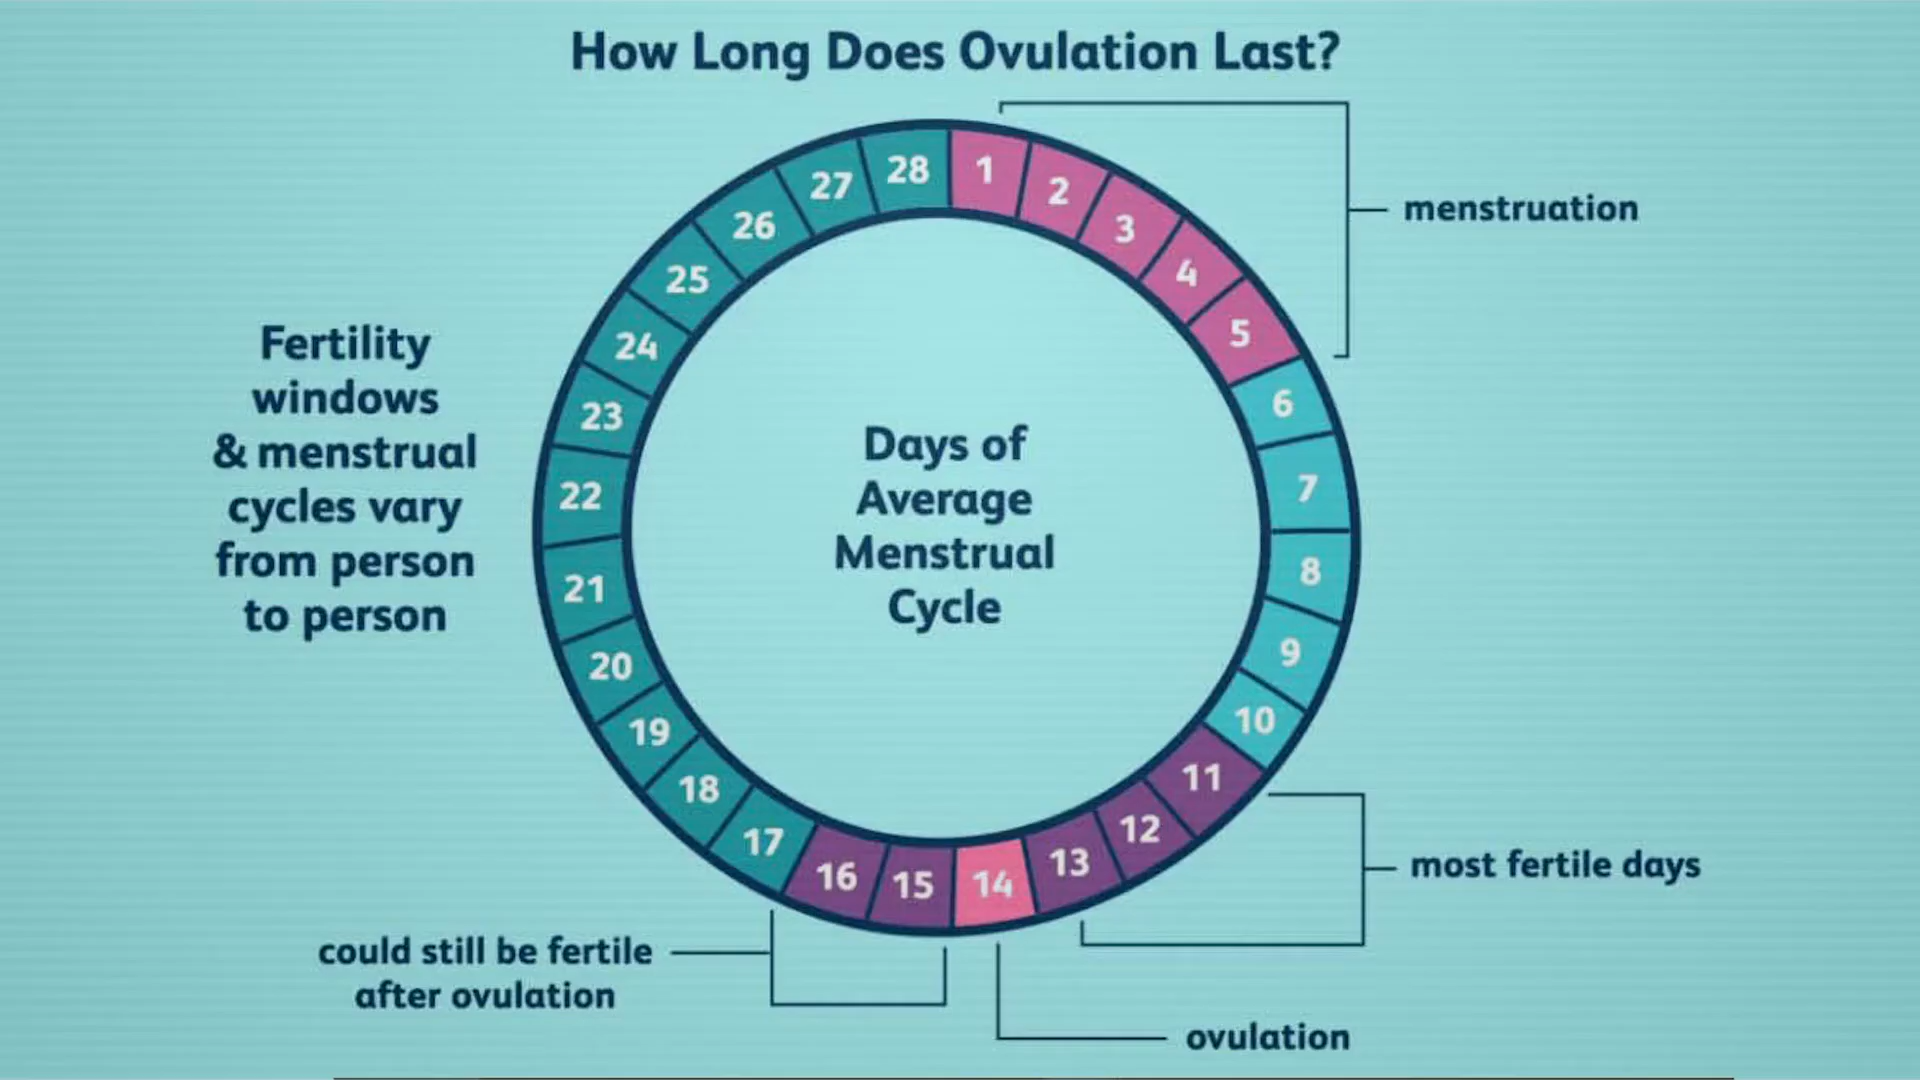 How Long Does Ovulation Last?
menstruation
1
2
3
4
5
6
7
8
9
10
11
12
13
14
15
16
17
18
19
20
21
22
23
24
25
26
27
28
Fertility
windows
& menstrual
cycles vary
from person
to person
Days of
Average
Menstrual
Cycle
most fertile days
could still be fertile
after ovulation
ovulation